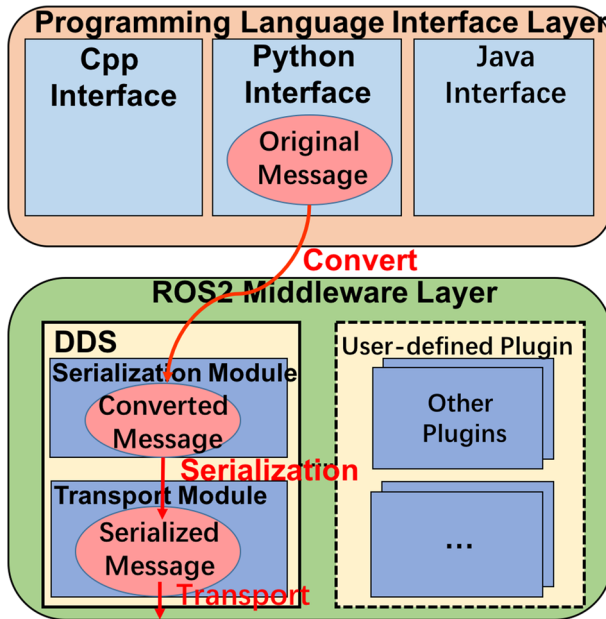 Programming Language Interface Layer
Cpp
Interface
Python
Interface
Java
Interface
Original
Message
Convert
ROS2 Middleware Layer
DDS
User-defined Plugin
Serialization Module
Converted
Message
Other
Plugins
Serialization
Transport Module
Serialized
Message
...
Transport